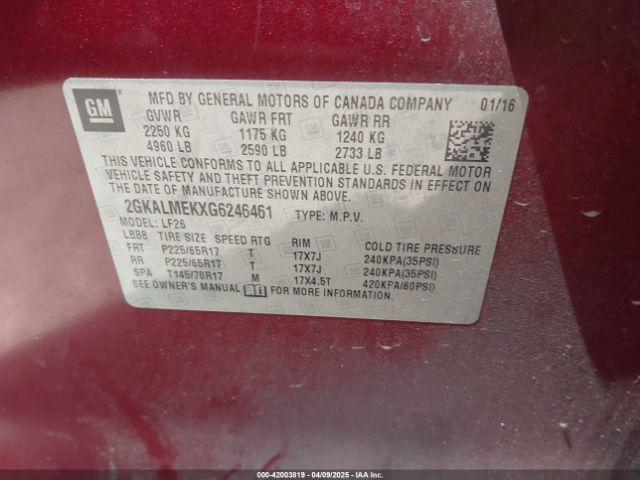 GM
MFD BY GENERAL MOTORS OF CANADA COMPANY 01/16
GVWR GAWR FRT GAWR RR
2250 KG 1175 KG 1240 KG
4960 LB 2590 LB 2733 LB
THIS VEHICLE CONFORMS TO ALL APPLICABLE U.S. FEDERAL MOTOR
VEHICLE SAFETY AND THEFT PREVENTION STANDARDS IN EFFECT ON
THE DATE OF MANUFACTURE SHOWN ABOVE.
2GKALMEKXG6246461 TYPE: M.P.V.
MODEL: LF26
LBBB TIRE SIZE SPEED RTG RIM COLD TIRE PRESSURE
FRT P225/65R17 T 17X7J 240KPA(35PSI)
RR P225/65R17 T 17X7J 240KPA(35PSI)
SPA T145/70R17 M 17X4.5T 420KPA(60PSI)
SEE OWNER'S MANUAL FOR MORE INFORMATION.
000-42003819 - 04/09/2025 - IAAI.COM